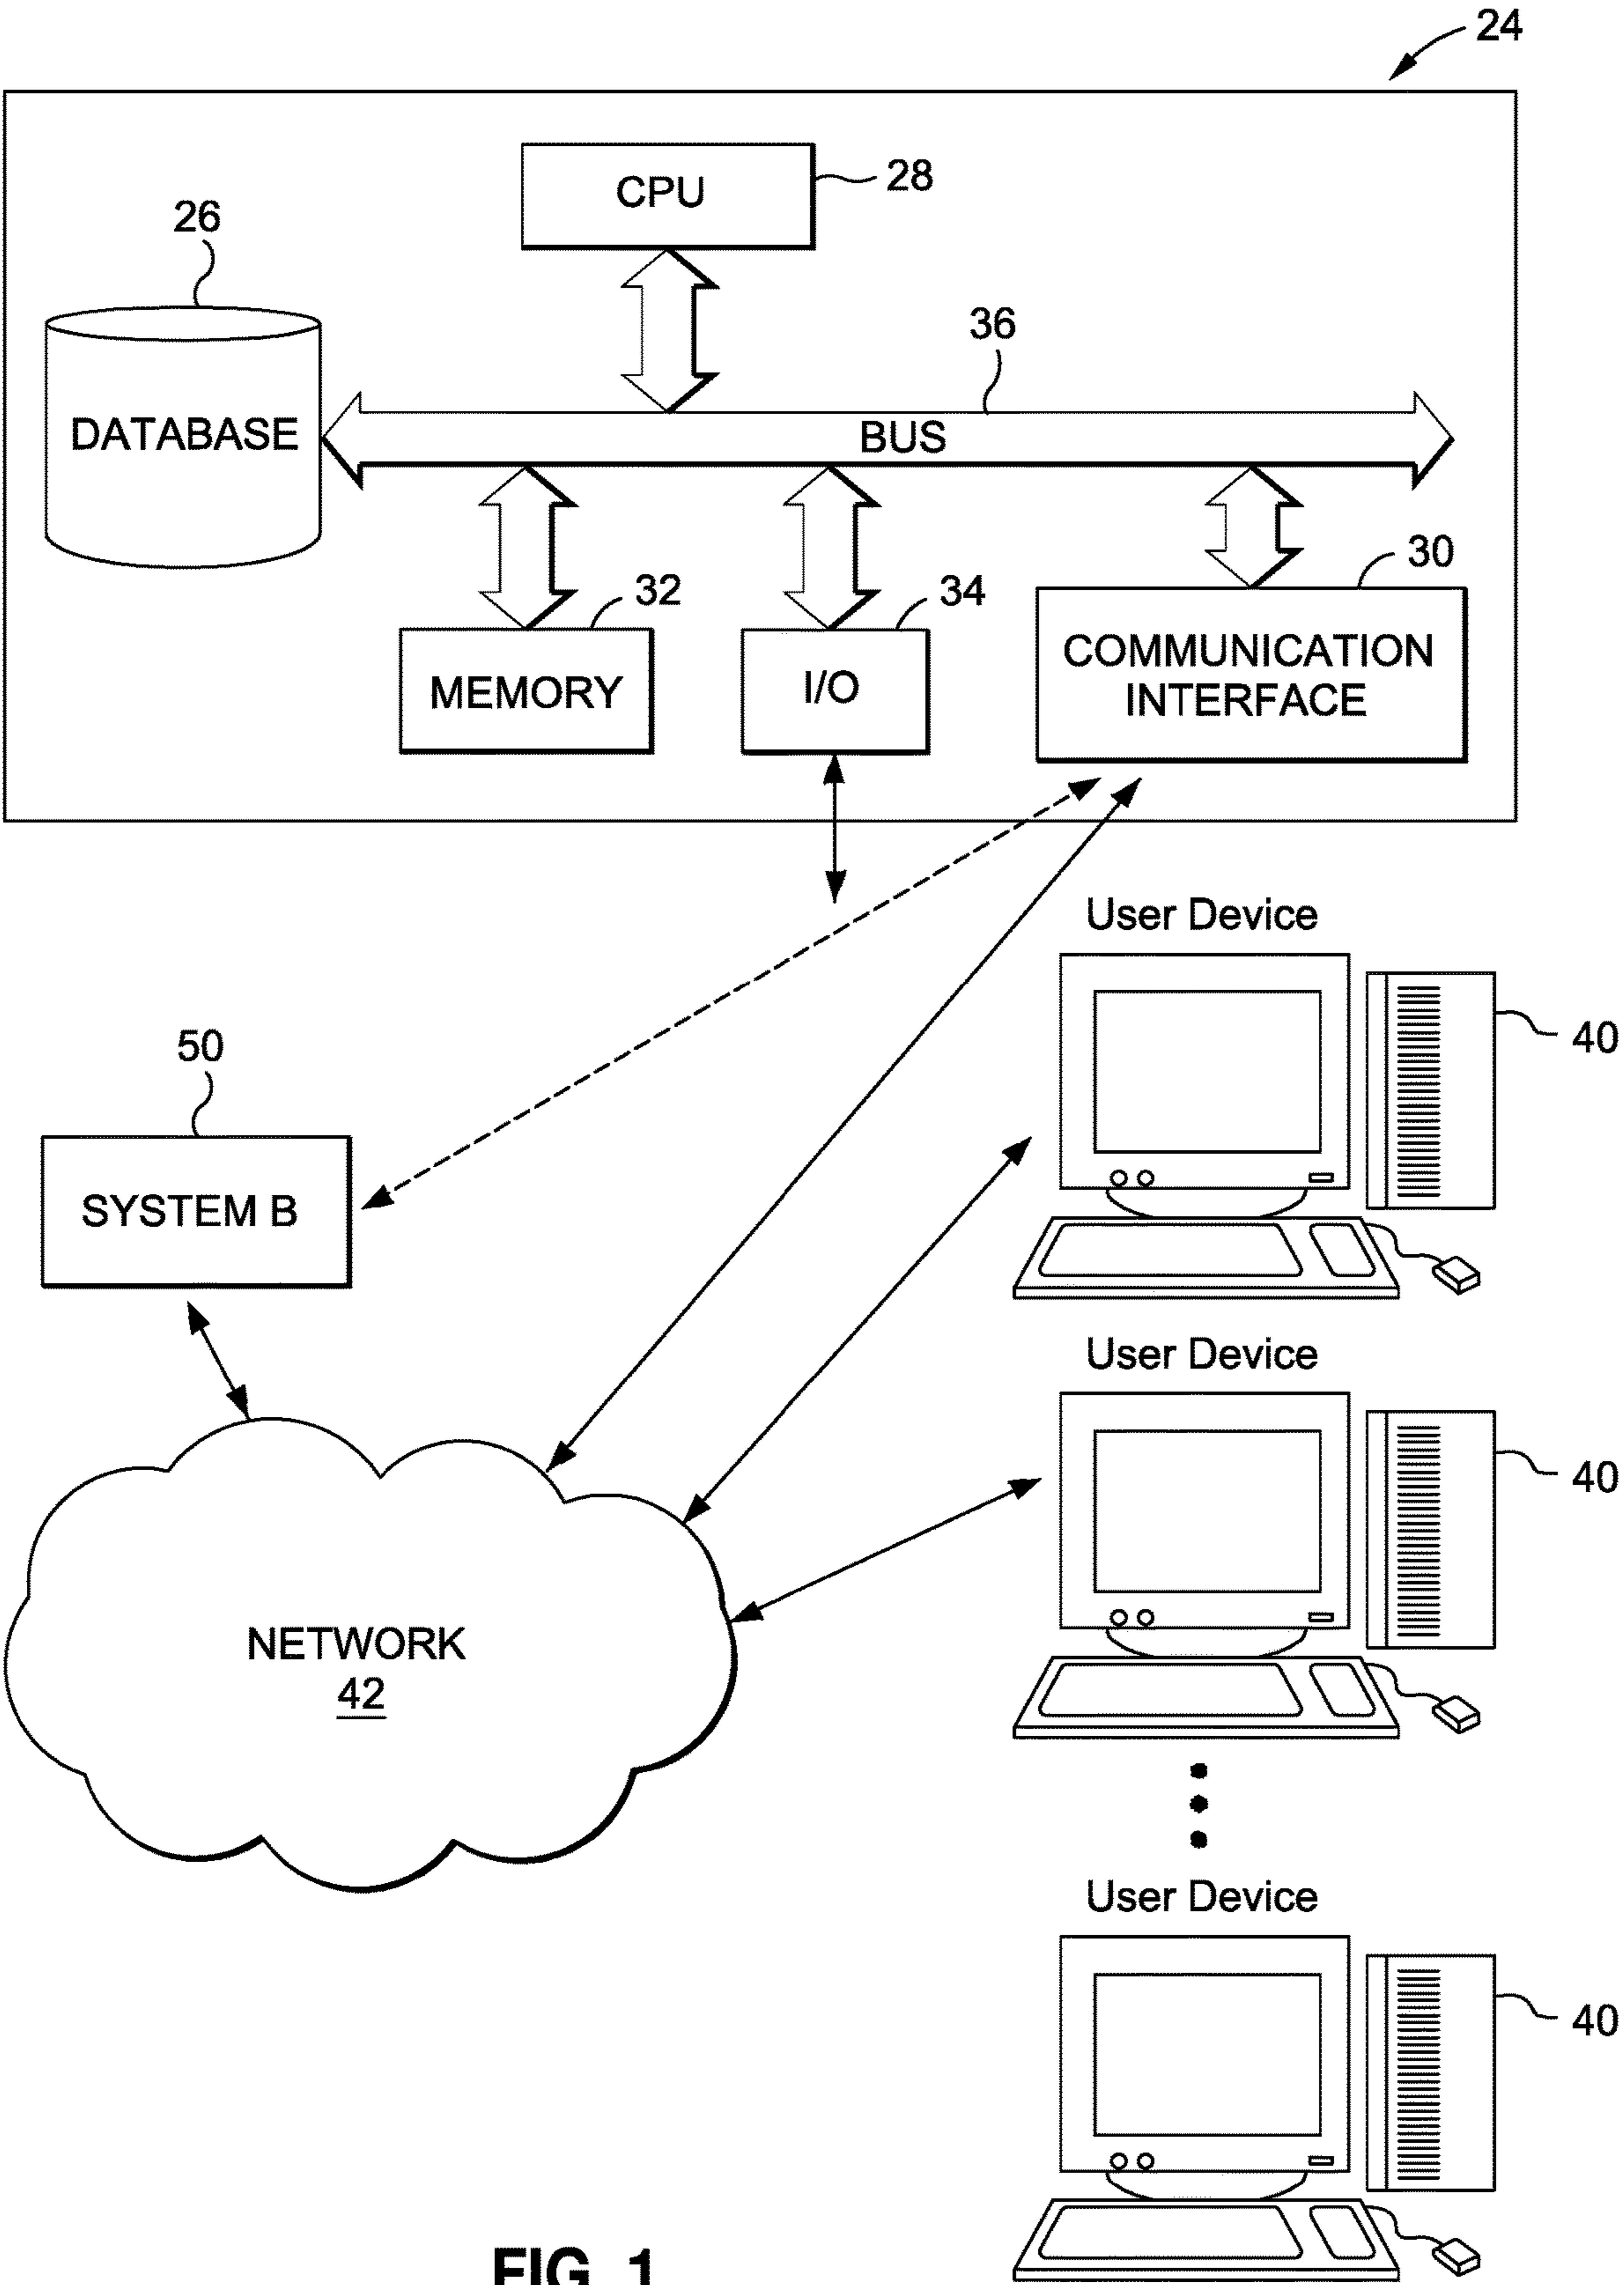 24
CPU
28
26
36
DATABASE
BUS
32
34
30
MEMORY
I/O
COMMUNICATION
INTERFACE
User Device
40
50
SYSTEM B
User Device
40
NETWORK
42
User Device
40
FIG. 1